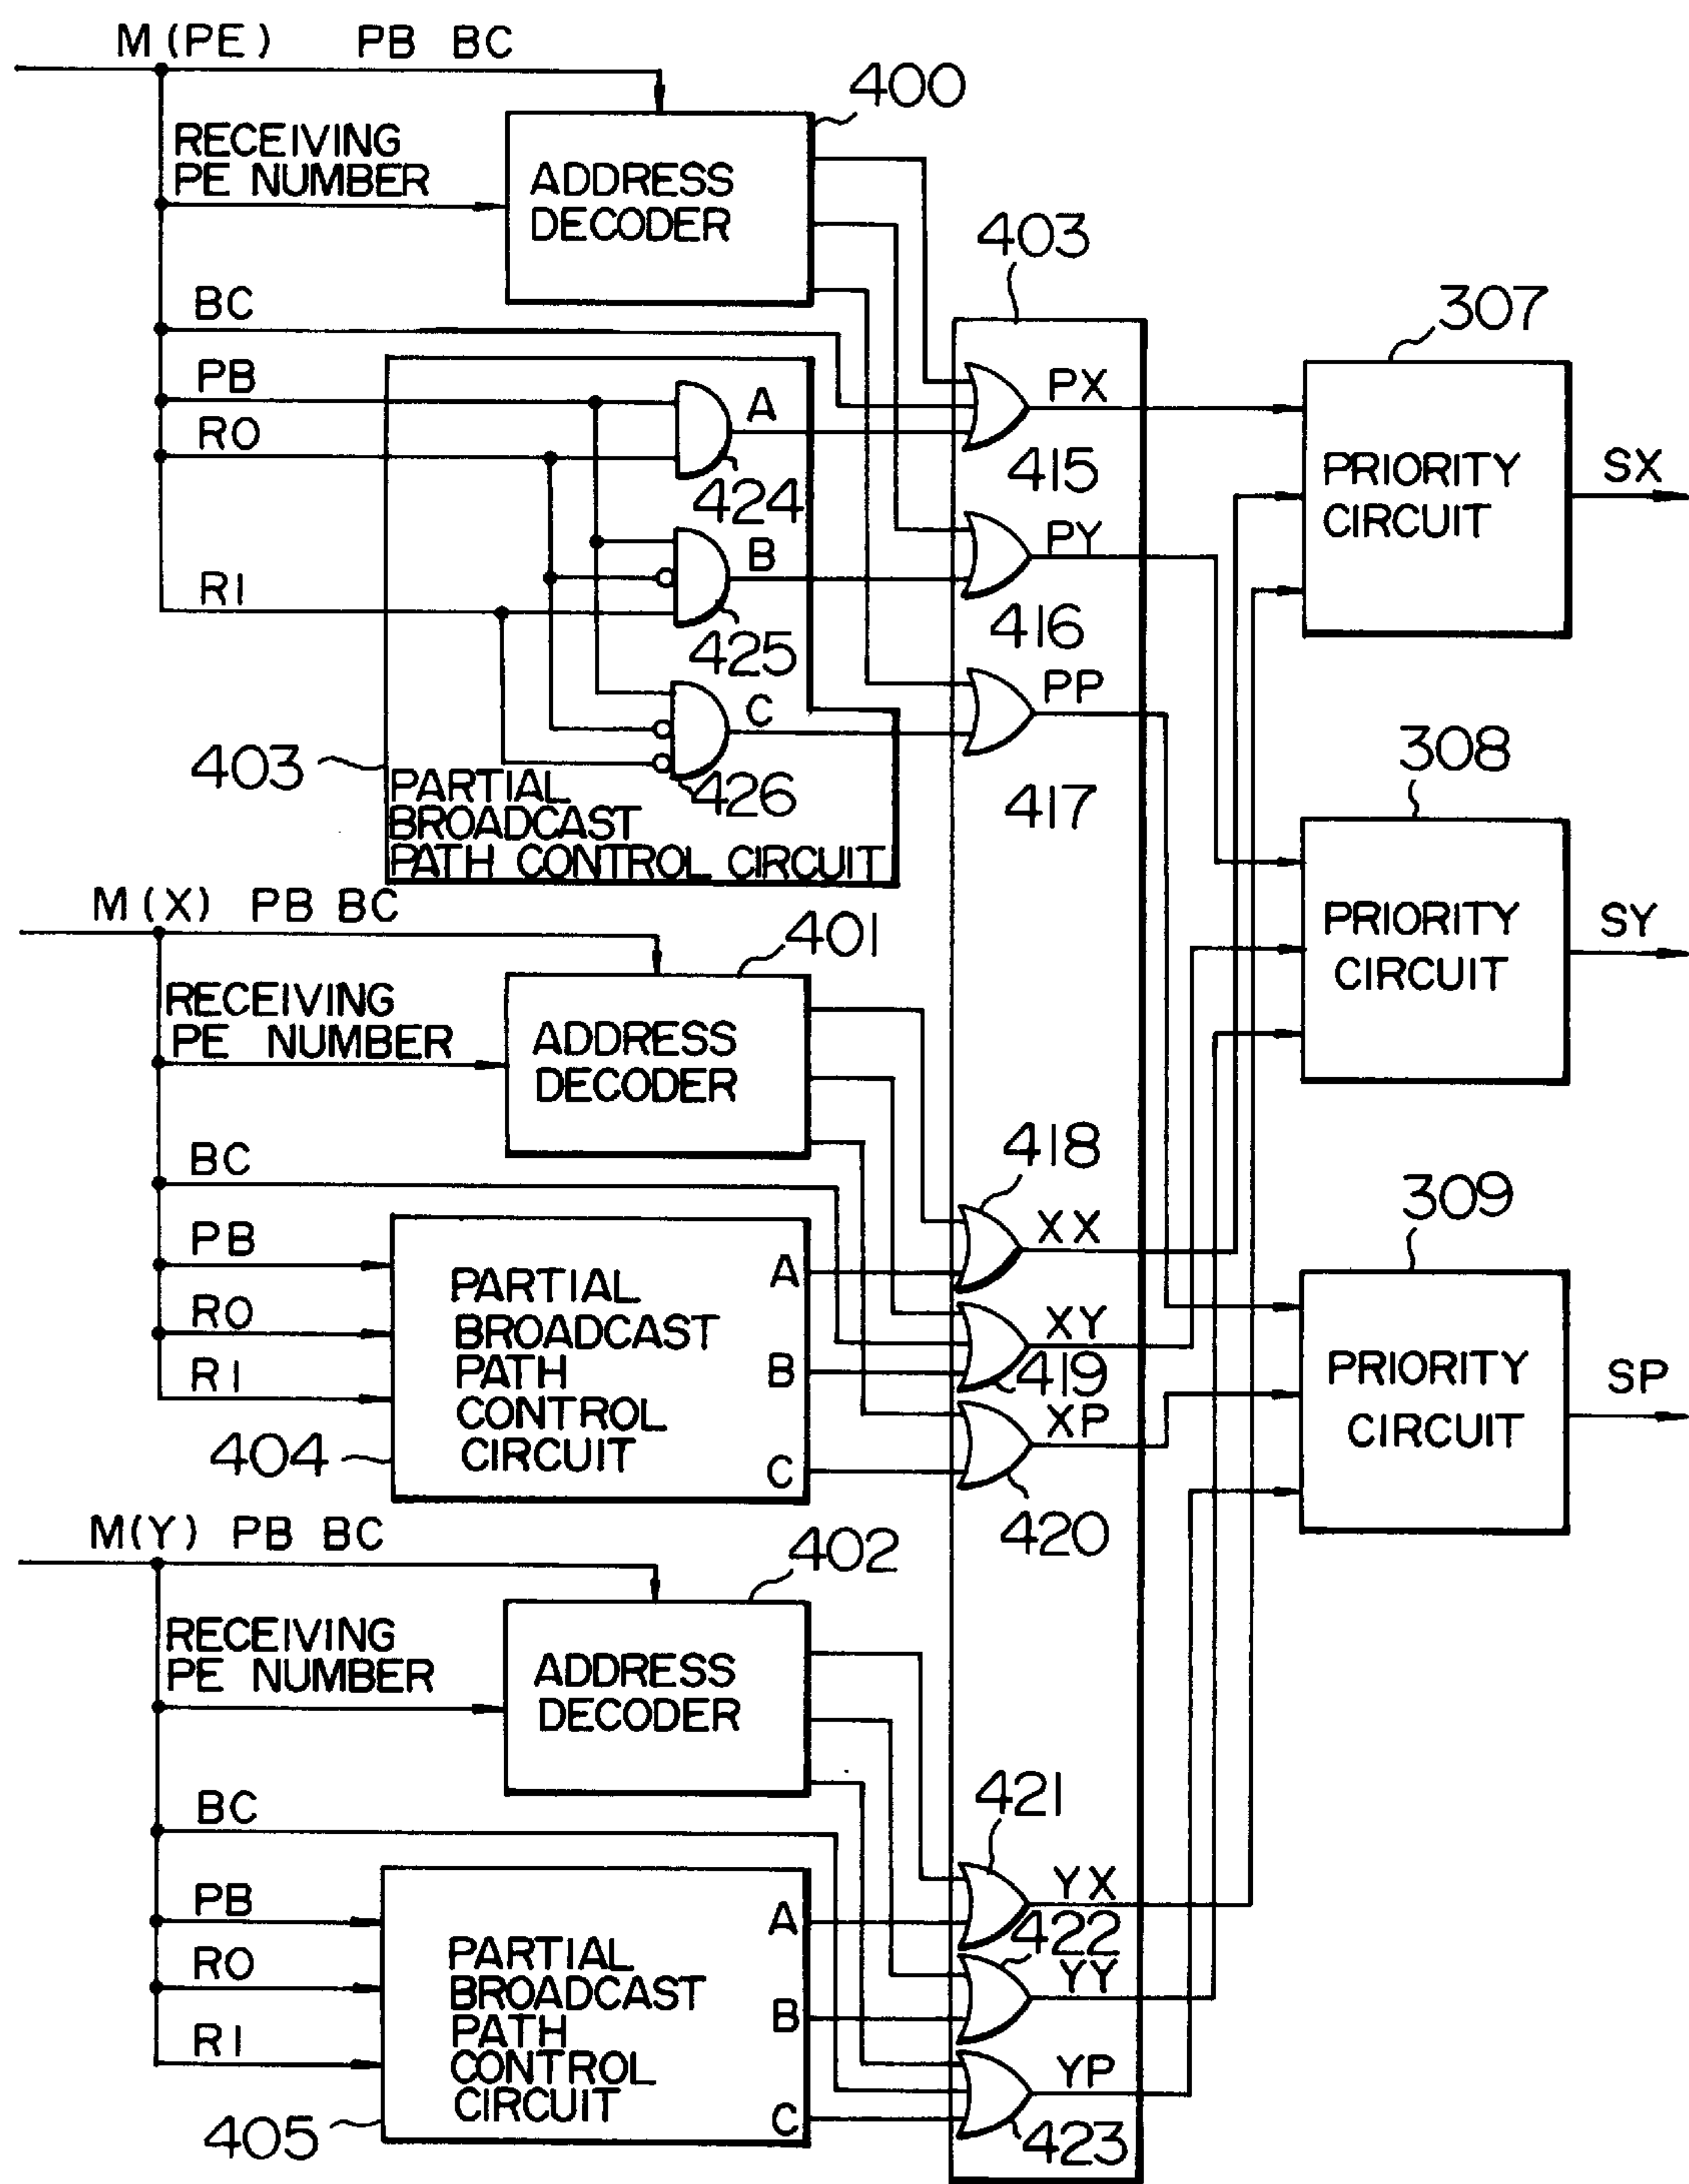 M (PE) PB BC
400
RECEIVING
PE NUMBER
ADDRESS
DECODER
403
BC
307
PB
A
PX
RO
415
PRIORITY
CIRCUIT
SX
424
PY
B
R1
416
425
PP
C
308
403
426
417
PARTIAL
BROADCAST
PATH CONTROL CIRCUIT
M (X) PB BC
401
PRIORITY
CIRCUIT
SY
RECEIVING
PE NUMBER
ADDRESS
DECODER
418
BC
309
XX
PB
A
PARTIAL
BROADCAST
PATH
CONTROL
CIRCUIT
RO
XY
B
419
R1
PRIORITY
CIRCUIT
SP
XP
404
C
420
M(Y) PB BC
402
RECEIVING
PE NUMBER
ADDRESS
DECODER
421
BC
YX
PB
A
422
PARTIAL
BROADCAST
PATH
CONTROL
CIRCUIT
RO
YY
B
R1
YP
C
405
423